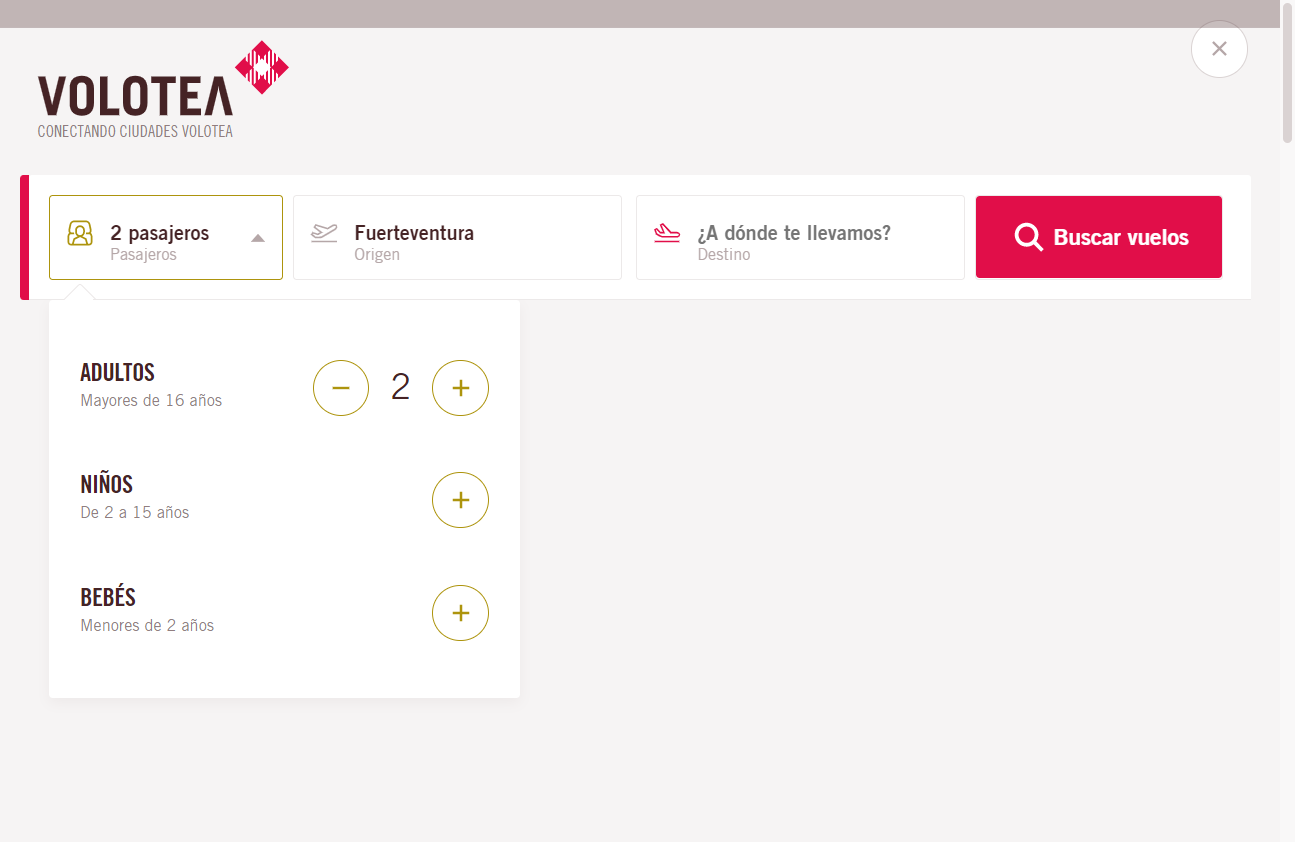 VOLOTEA
CONECTANDO CIUDADES VOLOTEA
2 pasajeros
Pasajeros
Fuerteventura
Origen
¿A dónde te llevamos?
Destino
Buscar vuelos
ADULTOS
Mayores de 16 años
2
NIÑOS
De 2 a 15 años
BEBÉS
Menores de 2 años